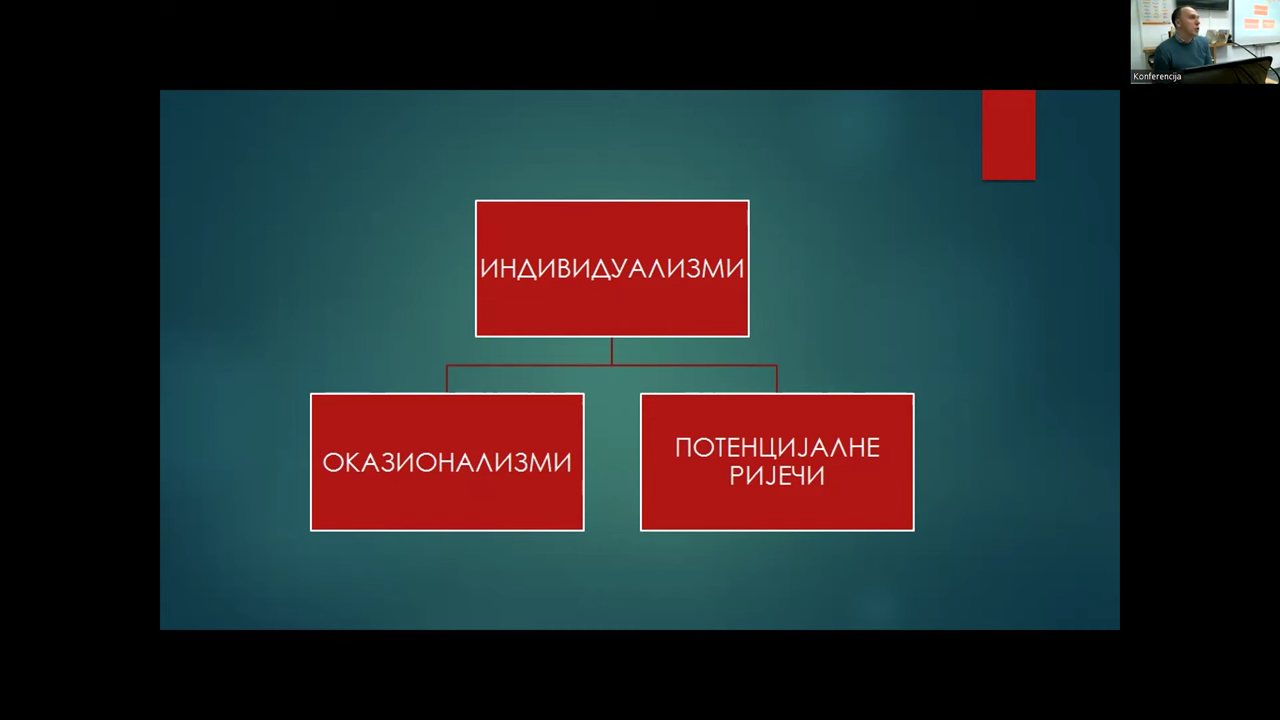 Konferencija
ИНДИВИДУАЛИЗМИ
ОКАЗИОНАЛИЗМИ
ПОТЕНЦИЈАЛНЕ
РИЈЕЧИ